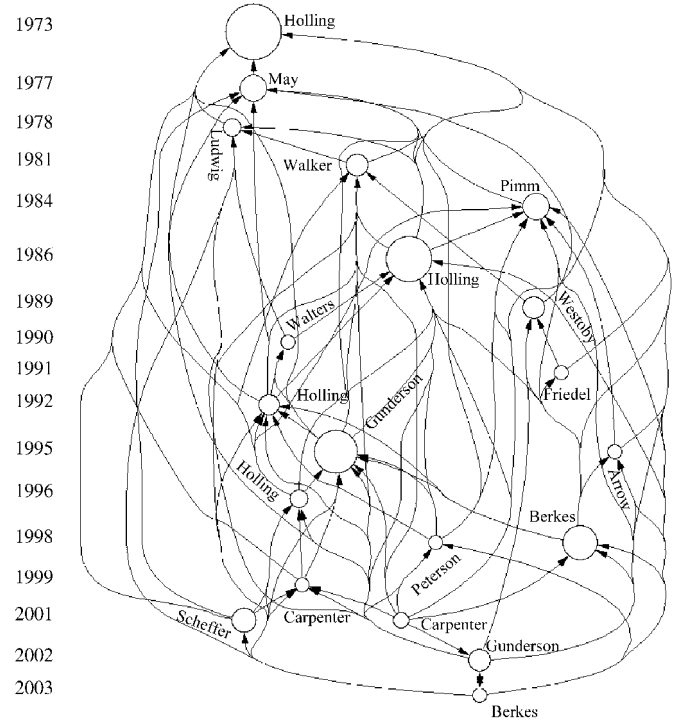 1973
Holling
1977
May
1978
Ludwig
1981
Walker
1984
Pimm
1986
Holling
1989
Westoby
1990
Walters
1991
Friedel
1992
Holling
Gunderson
1995
Arrow
1996
Holling
1998
Berkes
Peterson
1999
Carpenter
2001
Scheffer
Carpenter
2002
Gunderson
2003
Berkes